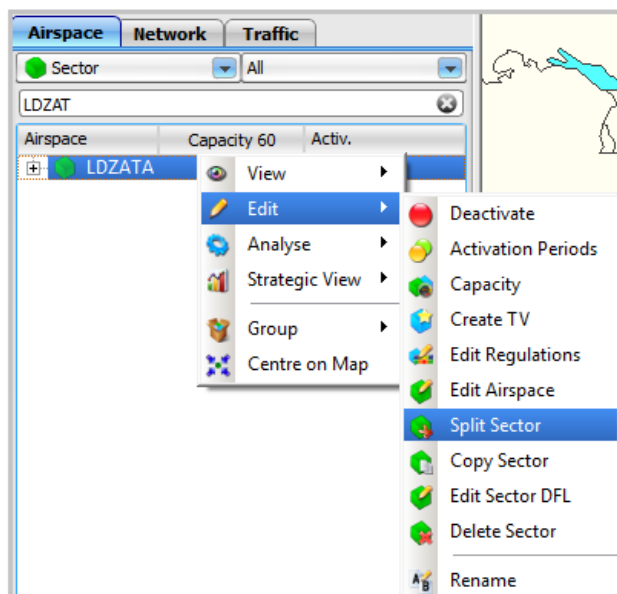 Airspace Network Traffic
Sector All
LDZAT
Airspace Capacity 60 Activ.
LDZATA
View
Edit
Analyse
Strategic View
Group
Centre on Map
Deactivate
Activation Periods
Capacity
Create TV
Edit Regulations
Edit Airspace
Split Sector
Copy Sector
Edit Sector DFL
Delete Sector
Rename